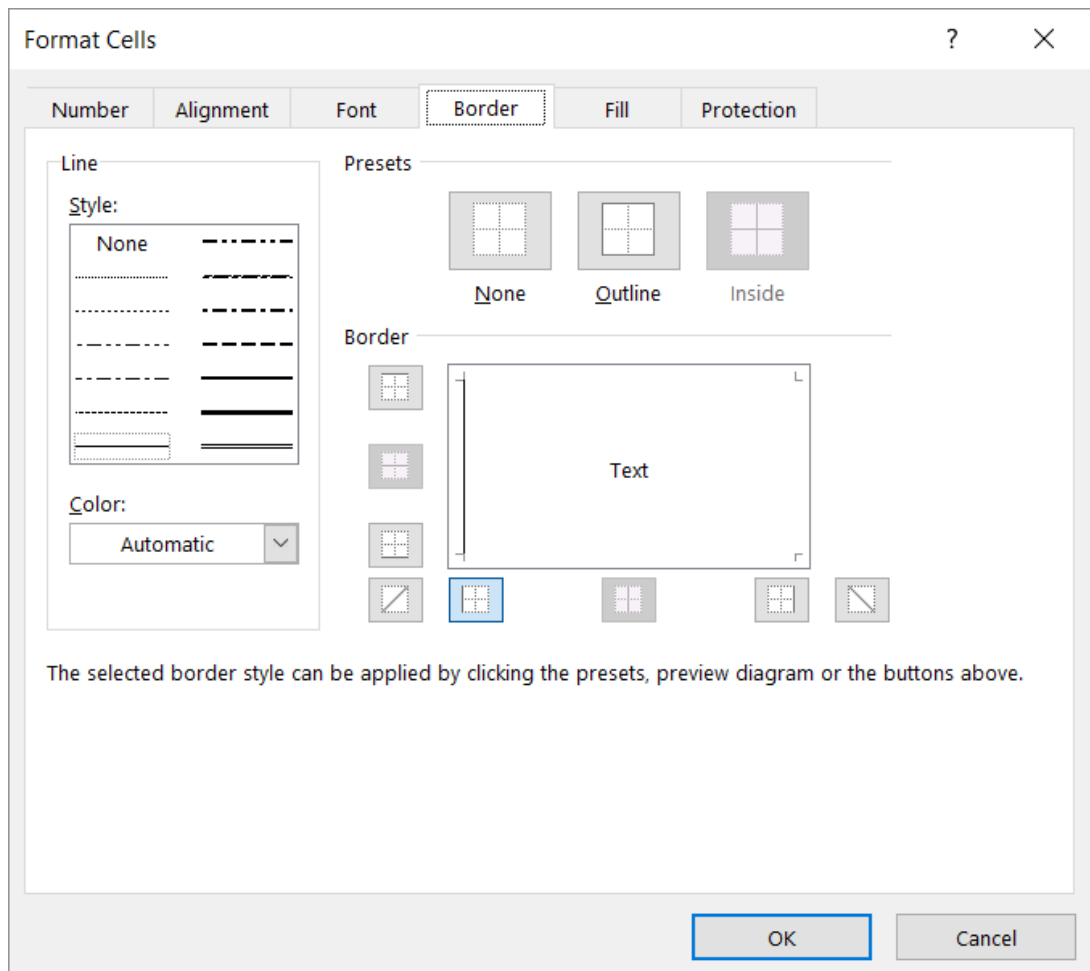 Format Cells ?
Number Alignment Font Border Fill Protection
Line
Style:
None
Color:
Automatic
Presets
None Outline Inside
Border
Text
The selected border style can be applied by clicking the presets, preview diagram or the buttons above.
OK Cancel